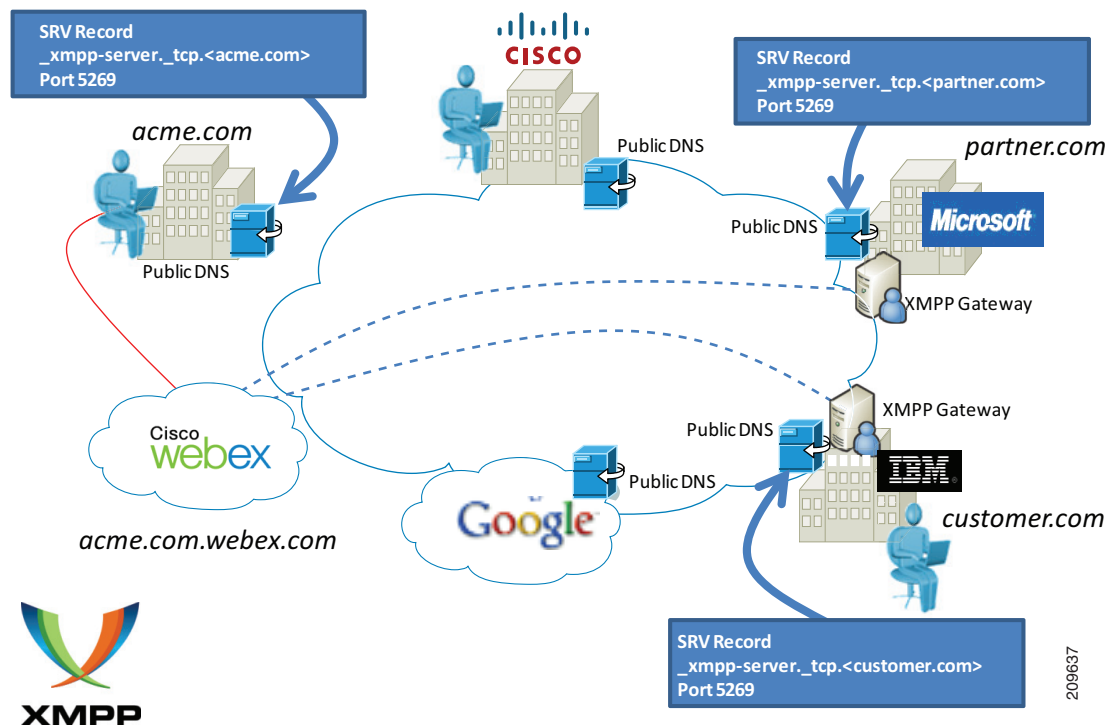 SRV Record
_xmpp-server._tcp.<acme.com>
Port 5269
CISCO
SRV Record
_xmpp-server._tcp.<partner.com>
Port 5269
acme.com
Public DNS
partner.com
Public DNS
Microsoft
Public DNS
XMPP Gateway
Cisco
webex
XMPP Gateway
Public DNS
IBM
Public DNS
Google
customer.com
acme.com.webex.com
SRV Record
_xmpp-server._tcp.<customer.com>
Port 5269
209637
XMPP